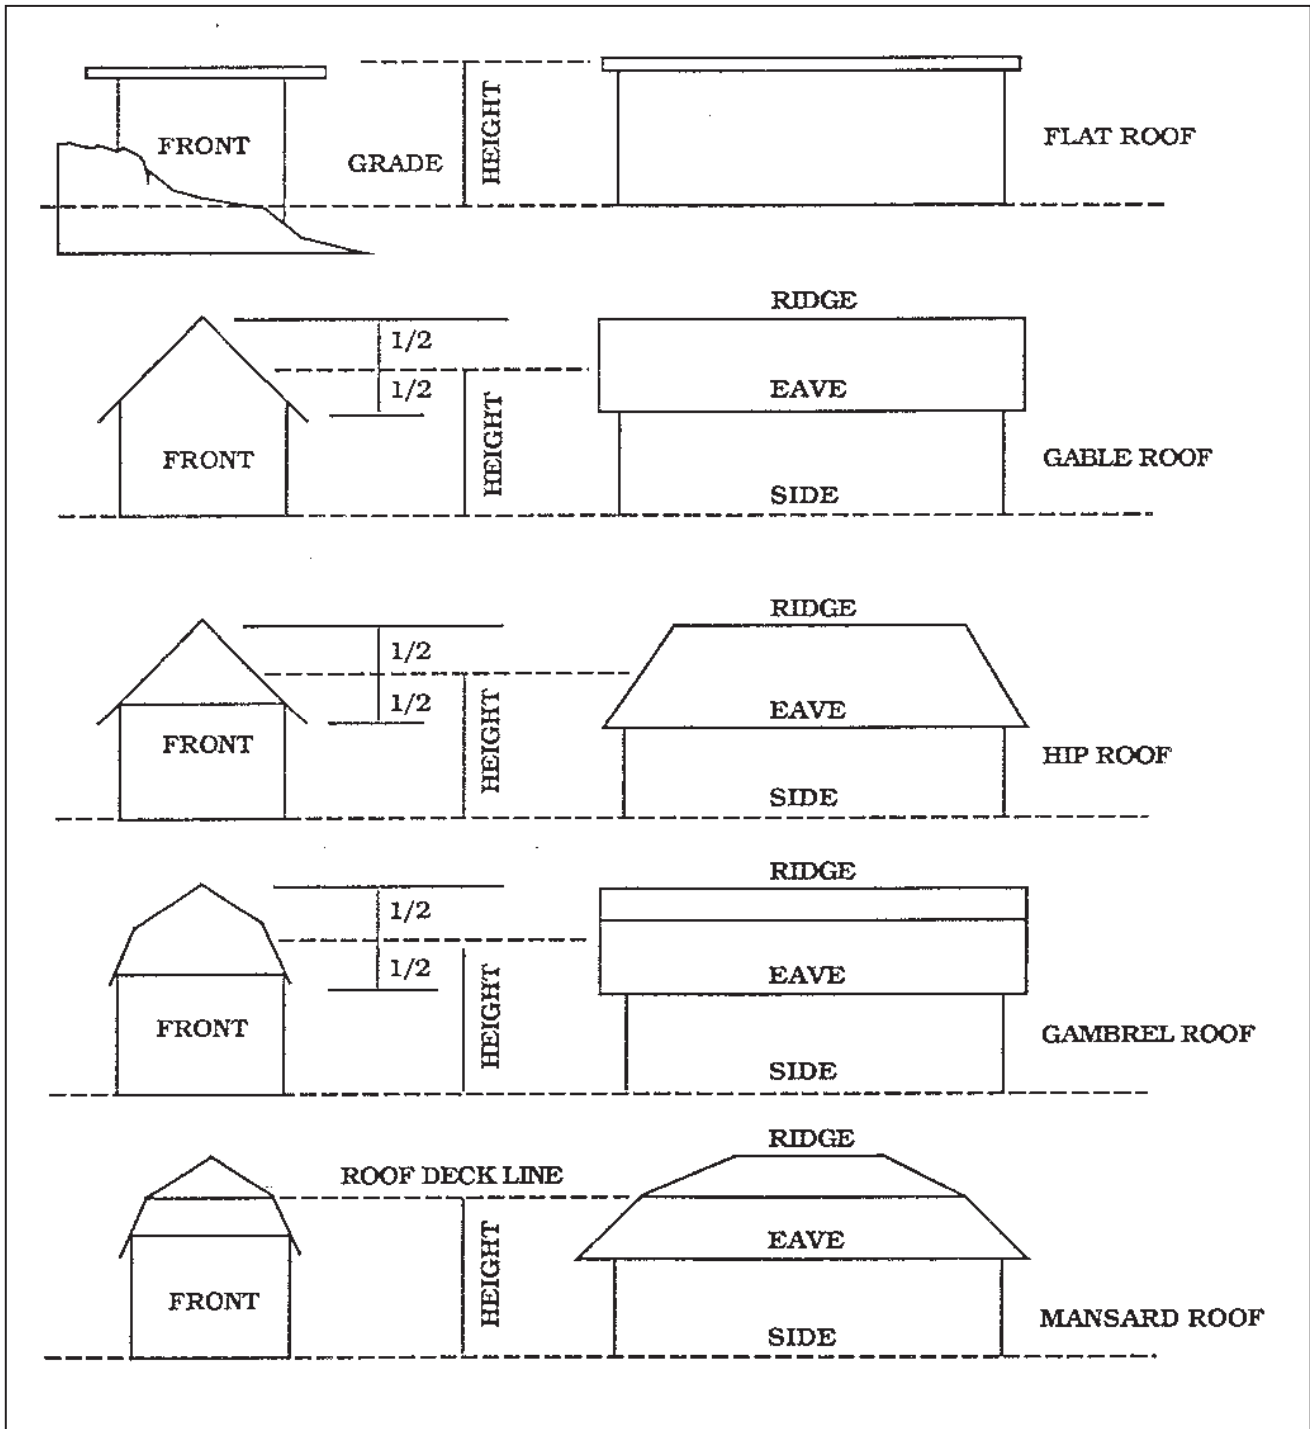 FRONT
GRADE
HEIGHT
FLAT ROOF
RIDGE
1/2
1/2
EAVE
HEIGHT
FRONT
GABLE ROOF
SIDE
RIDGE
1/2
1/2
EAVE
HEIGHT
FRONT
HIP ROOF
SIDE
RIDGE
1/2
1/2
EAVE
HEIGHT
FRONT
GAMBREL ROOF
SIDE
RIDGE
ROOF DECK LINE
EAVE
HEIGHT
FRONT
MANSARD ROOF
SIDE